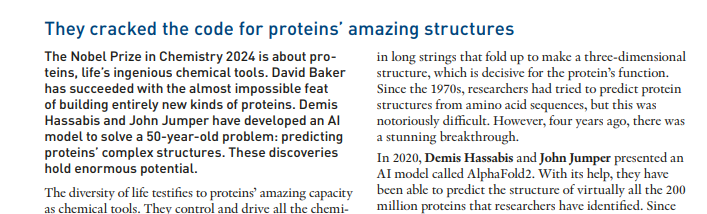 They cracked the code for proteins’ amazing structures
The Nobel Prize in Chemistry 2024 is about pro-
teins, life’s ingenious chemical tools. David Baker
has succeeded with the almost impossible feat
of building entirely new kinds of proteins. Demis
Hassabis and John Jumper have developed an AI
model to solve a 50-year-old problem: predicting
proteins’ complex structures. These discoveries
hold enormous potential.
The diversity of life testifies to proteins’ amazing capacity
as chemical tools. They control and drive all the chemi-
in long strings that fold up to make a three-dimensional
structure, which is decisive for the protein’s function.
Since the 1970s, researchers had tried to predict protein
structures from amino acid sequences, but this was
notoriously difficult. However, four years ago, there was
a stunning breakthrough.
In 2020, Demis Hassabis and John Jumper presented an
AI model called AlphaFold2. With its help, they have
been able to predict the structure of virtually all the 200
million proteins that researchers have identified. Since